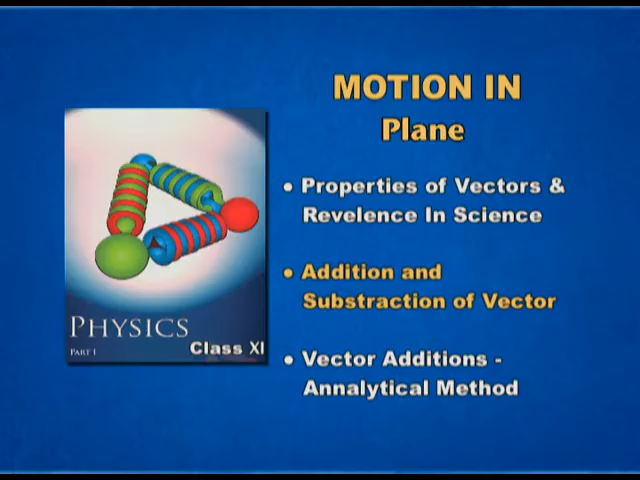 MOTION IN
Plane
• Properties of Vectors &
Revelence In Science
• Addition and
Substraction of Vector
• Vector Additions -
Annalytical Method
PHYSICS
PART I
Class XI